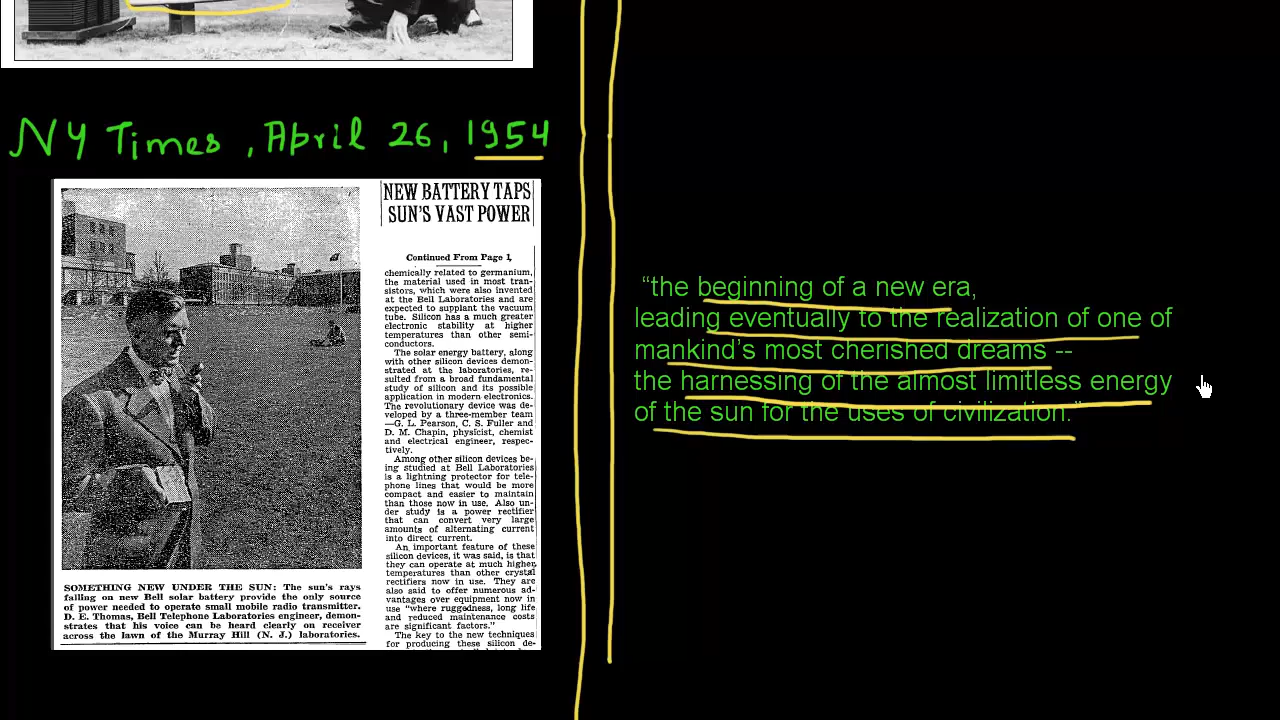 NY Times, April 26, 1954
NEW BATTERY TAPS
SUN'S VAST POWER
Continued From Page 1,
chemically related to germanium,
the material used in most tran-
sistors, which were also invented
at the Bell Laboratories and are
expected to supplant the vacuum
tube. Silicon has a much greater
electronic stability at higher
temperatures than other semi-
conductors.
The solar energy battery, along
with other silicon devices demon-
strated at the laboratories, re-
sulted from a broad fundamental
study of silicon and its possible
application in modern electronics.
The revolutionary device was de-
veloped by a three-member team
—G. L. Pearson, C. S. Fuller and
D. M. Chapin, physicist, chemist
and electrical engineer, respec-
tively.
Among other silicon devices be-
ing studied at Bell Laboratories
is a lightning protector for tele-
phone lines that would be more
compact and easier to maintain
than those now in use. Also un-
der study is a power rectifier
that can convert very large
amounts of alternating current
into direct current.
An important feature of these
silicon devices, it was said, is that
they can operate at much higher
temperatures than other crystal
rectifiers now in use. They are
also said to offer numerous ad-
vantages over equipment now in
use "where ruggedness, long life
and reduced maintenance costs
are significant factors."
The key to the new techniques
for producing these silicon de-
SOMETHING NEW UNDER THE SUN: The sun's rays
falling on new Bell solar battery provide the only source
of power needed to operate small mobile radio transmitter.
D. E. Thomas, Bell Telephone Laboratories engineer, demon-
strates that his voice can be heard clearly on receiver
across the lawn of the Murray Hill (N. J.) laboratories.
“the beginning of a new era,
leading eventually to the realization of one of
mankind’s most cherished dreams --
the harnessing of the almost limitless energy
of the sun for the uses of civilization.”